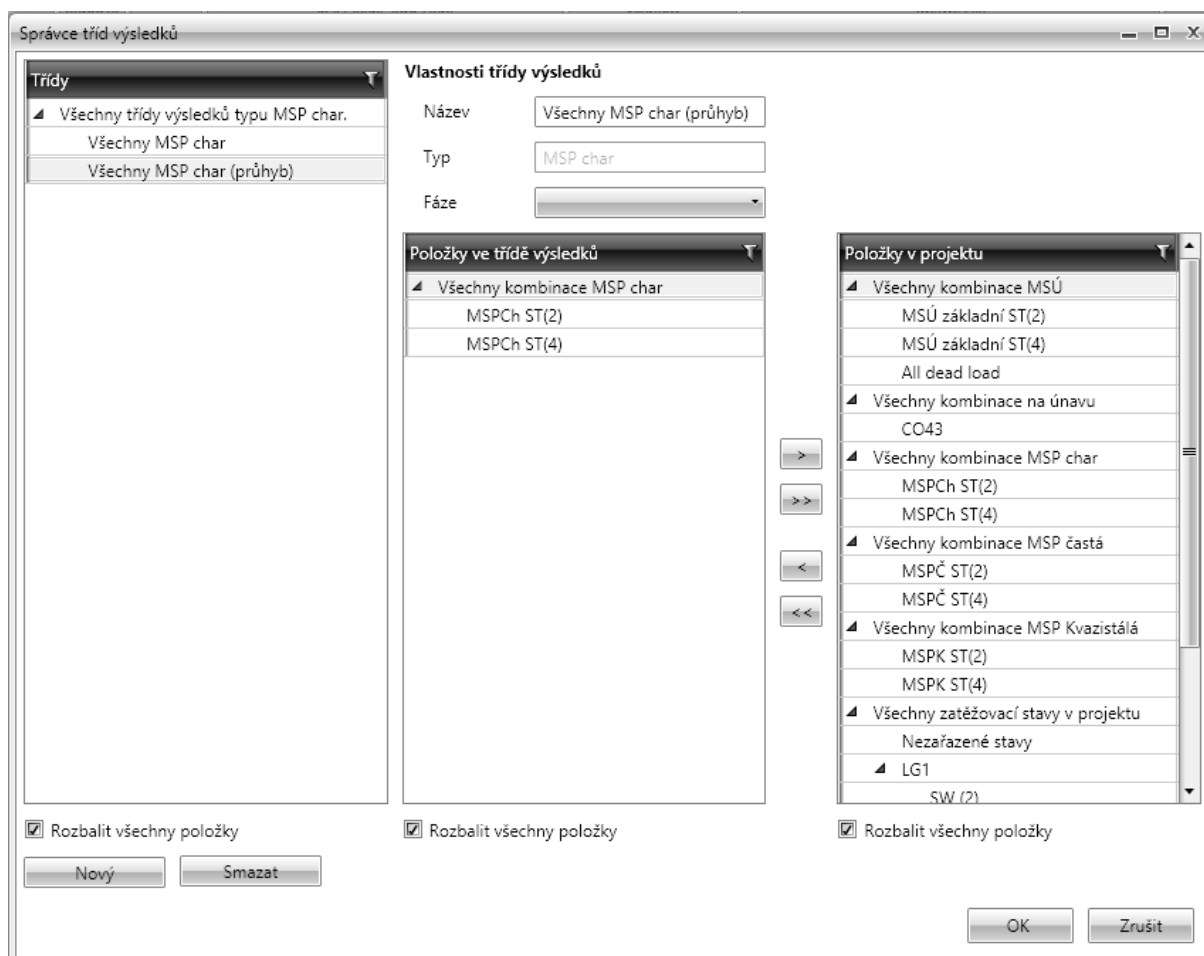 Správce tříd výsledků
Třídy
Všechny třídy výsledků typu MSP char.
Všechny MSP char
Všechny MSP char (průhyb)
Rozbalit všechny položky
Nový
Smazat
Vlastnosti třídy výsledků
Název
Všechny MSP char (průhyb)
Typ
MSP char
Fáze
Položky ve třídě výsledků
Všechny kombinace MSP char
MSPCh ST(2)
MSPCh ST(4)
Rozbalit všechny položky
>
>>
<
<<
Položky v projektu
Všechny kombinace MSÚ
MSÚ základní ST(2)
MSÚ základní ST(4)
All dead load
Všechny kombinace na únavu
CO43
Všechny kombinace MSP char
MSPCh ST(2)
MSPCh ST(4)
Všechny kombinace MSP častá
MSPČ ST(2)
MSPČ ST(4)
Všechny kombinace MSP Kvazistálá
MSPK ST(2)
MSPK ST(4)
Všechny zatěžovací stavy v projektu
Nezařazené stavy
LG1
SW (2)
Rozbalit všechny položky
OK
Zrušit